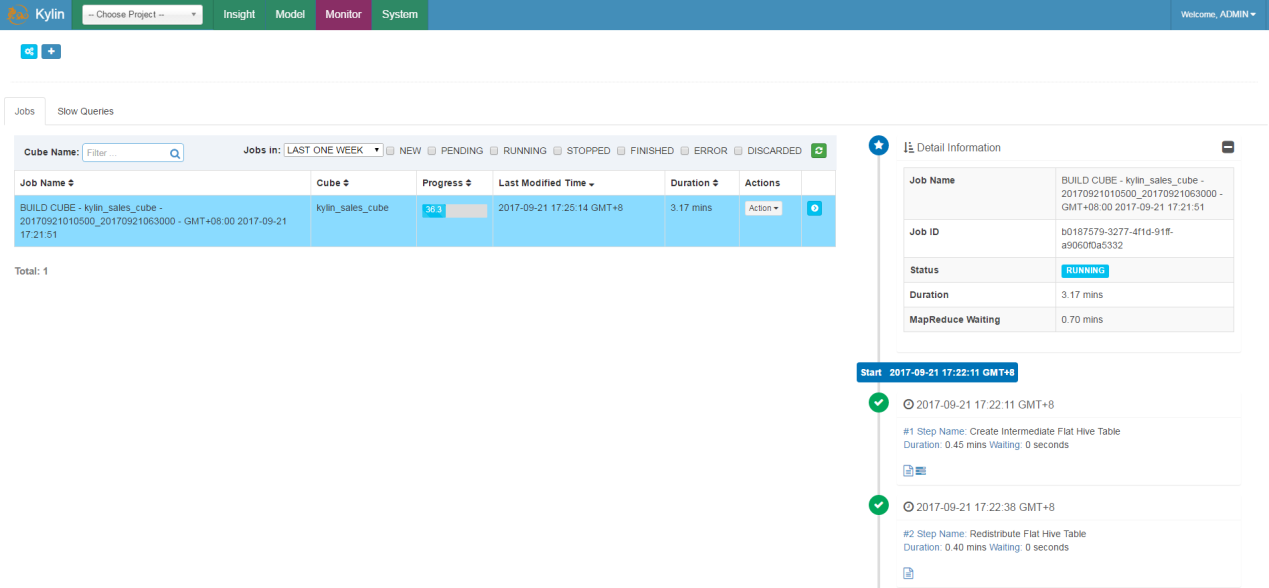 Kylin
-- Choose Project --
Insight
Model
Monitor
System
Welcome, ADMIN
Jobs
Slow Queries
Cube Name: Filter ...
Jobs in: LAST ONE WEEK NEW PENDING RUNNING STOPPED FINISHED ERROR DISCARDED
Job Name Cube Progress Last Modified Time Duration Actions
BUILD CUBE - kylin_sales_cube -
20170921010500_20170921063000 - GMT+08:00 2017-09-21
17:21:51
kylin_sales_cube
36.3
2017-09-21 17:25:14 GMT+8
3.17 mins
Action
Total: 1
Detail Information
Job Name
BUILD CUBE - kylin_sales_cube -
20170921010500_20170921063000 -
GMT+08:00 2017-09-21 17:21:51
Job ID
b0187579-3277-4f1d-91ff-
a9060f0a5332
Status RUNNING
Duration 3.17 mins
MapReduce Waiting 0.70 mins
Start 2017-09-21 17:22:11 GMT+8
2017-09-21 17:22:11 GMT+8
#1 Step Name: Create Intermediate Flat Hive Table
Duration: 0.45 mins Waiting: 0 seconds
2017-09-21 17:22:38 GMT+8
#2 Step Name: Redistribute Flat Hive Table
Duration: 0.40 mins Waiting: 0 seconds